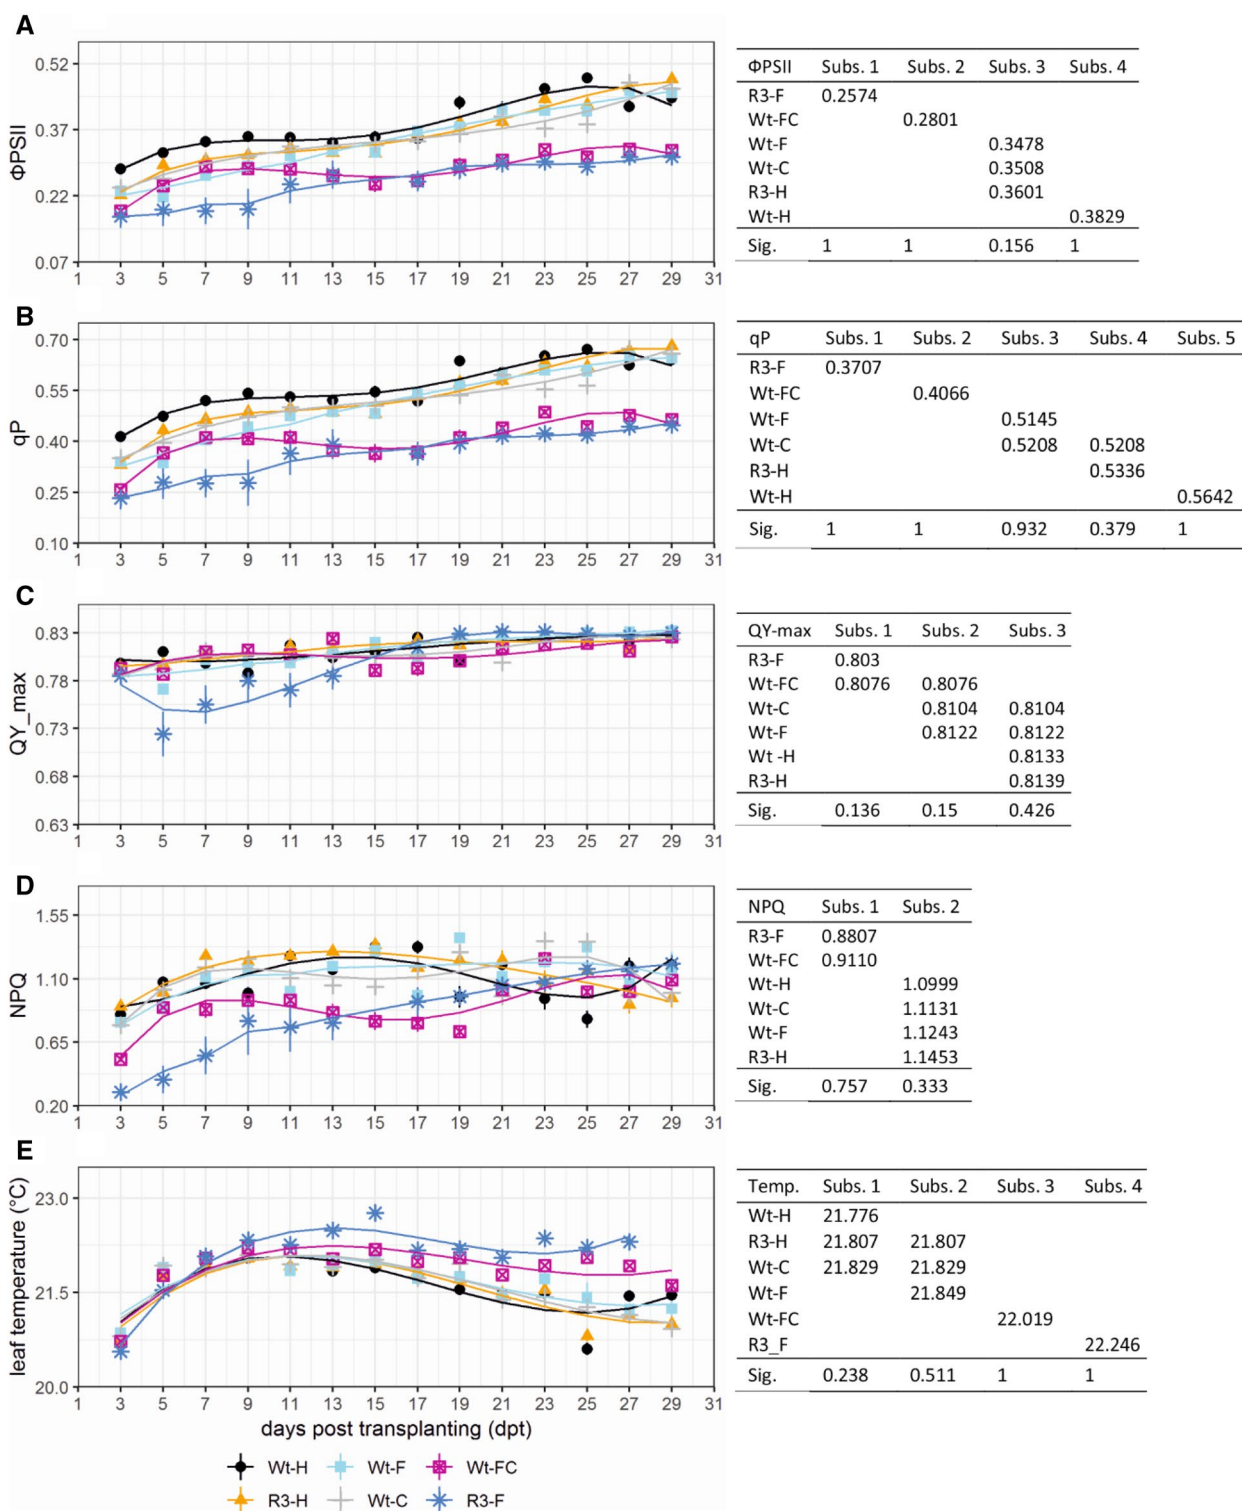 A
ΦPSII
0.52
0.37
0.22
0.07
1 3 5 7 9 11 13 15 17 19 21 23 25 27 29 31
ΦPSII Subs. 1 Subs. 2 Subs. 3 Subs. 4
R3-F 0.2574
Wt-FC 0.2801
Wt-F 0.3478
Wt-C 0.3508
R3-H 0.3601
Wt-H 0.3829
Sig. 1 1 0.156 1
B
qP
0.70
0.55
0.40
0.25
0.10
1 3 5 7 9 11 13 15 17 19 21 23 25 27 29 31
qP Subs. 1 Subs. 2 Subs. 3 Subs. 4 Subs. 5
R3-F 0.3707
Wt-FC 0.4066
Wt-F 0.5145
Wt-C 0.5208 0.5208
R3-H 0.5336
Wt-H 0.5642
Sig. 1 1 0.932 0.379 1
C
QY_max
0.83
0.78
0.73
0.68
0.63
1 3 5 7 9 11 13 15 17 19 21 23 25 27 29 31
QY-max Subs. 1 Subs. 2 Subs. 3
R3-F 0.803
Wt-FC 0.8076 0.8076
Wt-C 0.8104 0.8104
Wt-F 0.8122 0.8122
Wt -H 0.8133
R3-H 0.8139
Sig. 0.136 0.15 0.426
D
NPQ
1.55
1.10
0.65
0.20
1 3 5 7 9 11 13 15 17 19 21 23 25 27 29 31
NPQ Subs. 1 Subs. 2
R3-F 0.8807
Wt-FC 0.9110
Wt-H 1.0999
Wt-C 1.1131
Wt-F 1.1243
R3-H 1.1453
Sig. 0.757 0.333
E
leaf temperature (°C)
23.0
21.5
20.0
1 3 5 7 9 11 13 15 17 19 21 23 25 27 29 31
days post transplanting (dpt)
Temp. Subs. 1 Subs. 2 Subs. 3 Subs. 4
Wt-H 21.776
R3-H 21.807 21.807
Wt-C 21.829 21.829
Wt-F 21.849
Wt-FC 22.019
R3_F 22.246
Sig. 0.238 0.511 1 1
Wt-H Wt-F Wt-FC
R3-H Wt-C R3-F